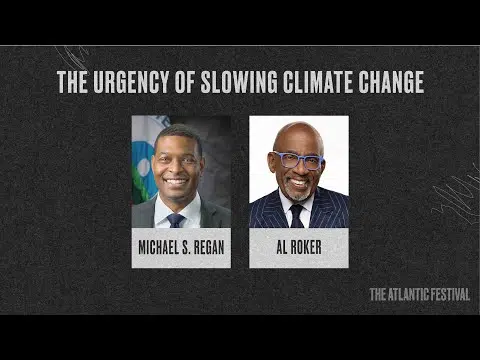 THE URGENCY OF SLOWING CLIMATE CHANGE
MICHAEL S. REGAN
AL ROKER
THE ATLANTIC FESTIVAL